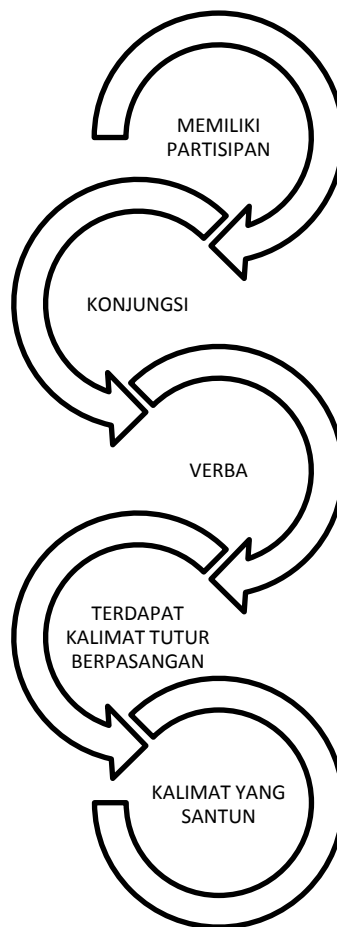 MEMILIKI
PARTISIPAN
KONJUNGSI
VERBA
TERDAPAT
KALIMAT TUTUR
BERPASANGAN
KALIMAT YANG
SANTUN